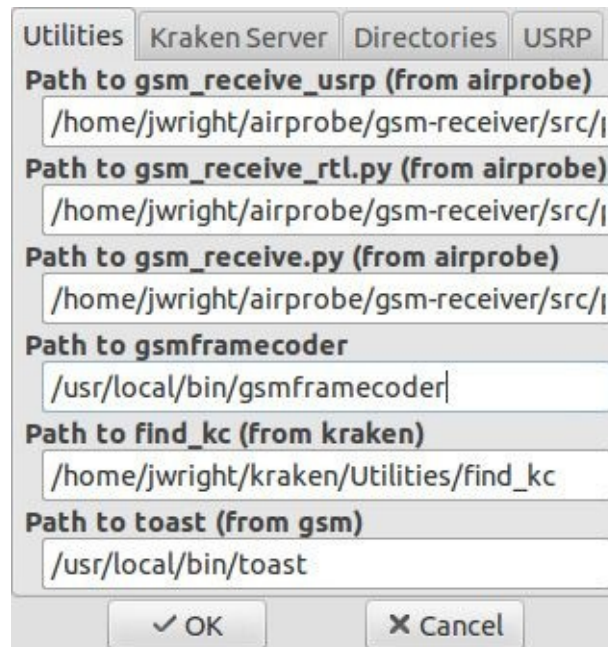 Utilities Kraken Server Directories USRP
Path to gsm_receive_usrp (from airprobe)
/home/jwright/airprobe/gsm-receiver/src/
Path to gsm_receive_rtl.py (from airprobe)
/home/jwright/airprobe/gsm-receiver/src/
Path to gsm_receive.py (from airprobe)
/home/jwright/airprobe/gsm-receiver/src/
Path to gsmframecoder
/usr/local/bin/gsmframecoder
Path to find_kc (from kraken)
/home/jwright/kraken/Utilities/find_kc
Path to toast (from gsm)
/usr/local/bin/toast
OK Cancel